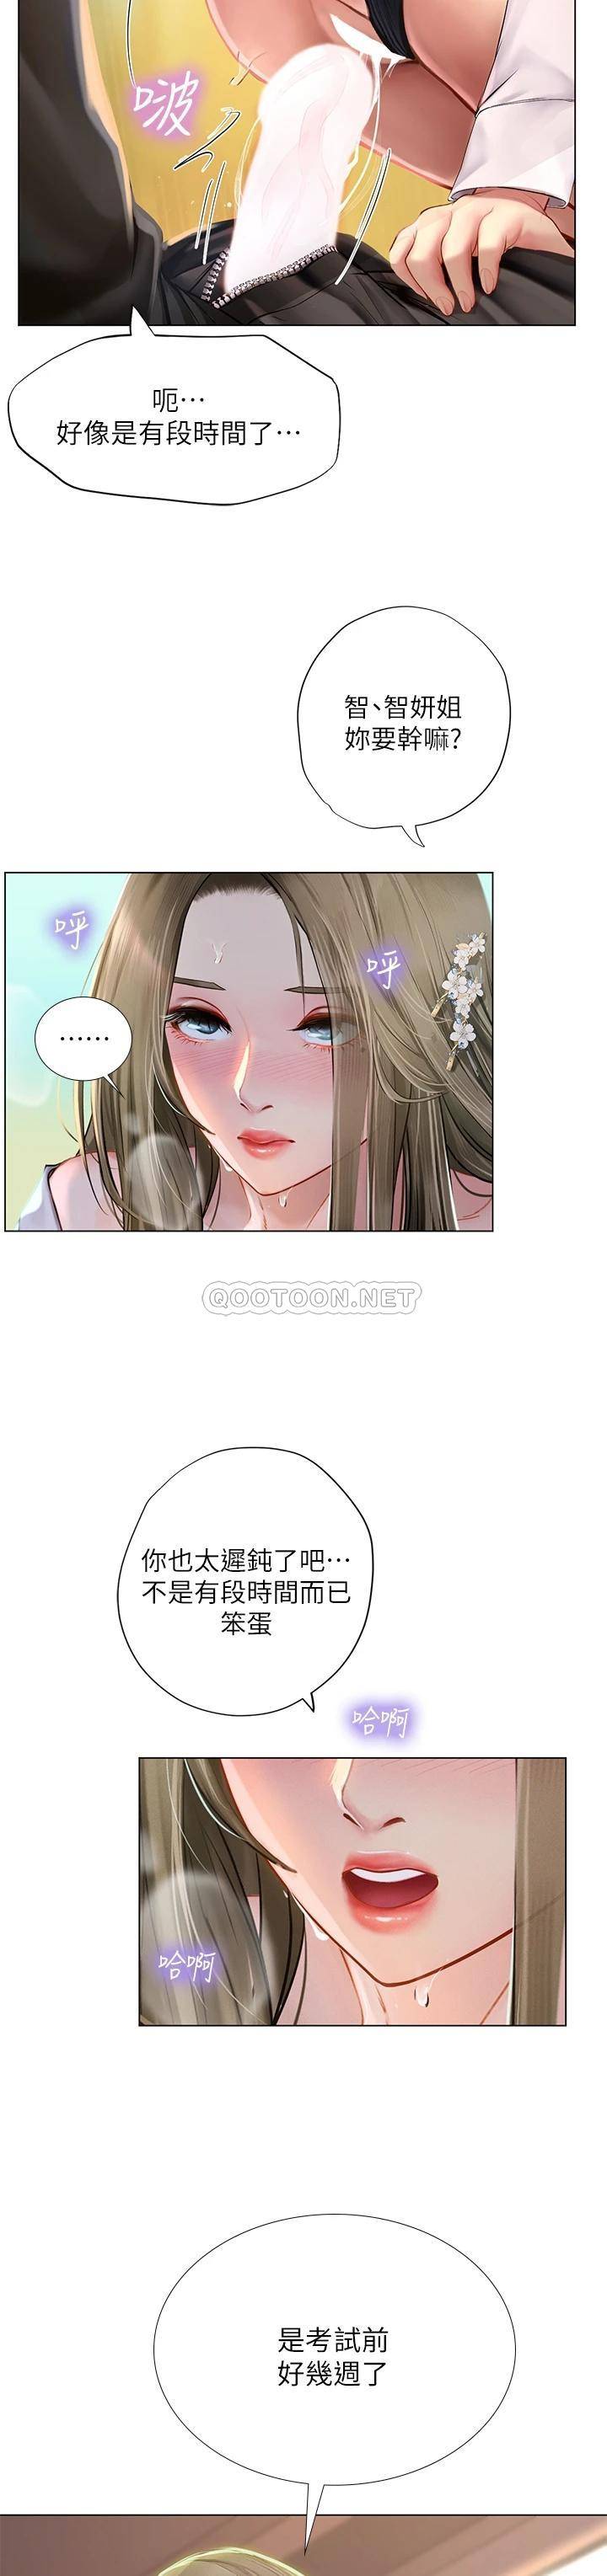 啵
呃⋯
好像是有段時間了⋯
智、智妍姐
妳要幹嘛?
呼
呼
⋯⋯
QOOTOON.NET
你也太遲鈍了吧⋯
不是有段時間而已
笨蛋
哈啊
哈啊
是考試前
好幾週了